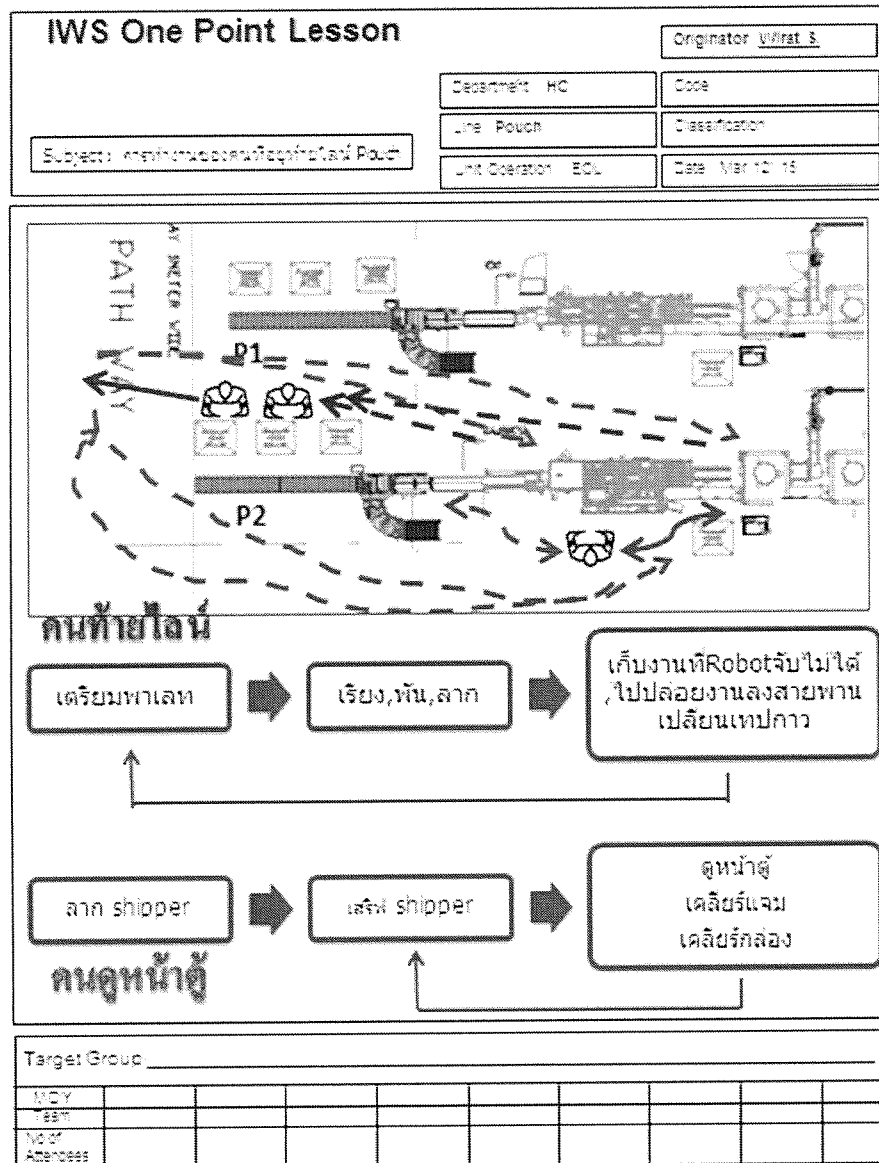 IWS One Point Lesson
Originator Wirat S.
Department HC
Code
Line Pouch
Classification
Subject : การทำงานของคนที่อยู่ท้ายไลน์ Pouch
Unit Operation EOL
Date Mar 12' 15
PATH WAY
P1
P2
คนท้ายไลน์
เตรียมพาเลท
เรียง,พัน,ลาก
เก็บงานที่Robotจับไม่ได้
,ไปปล่อยงานลงสายพาน
เปลี่ยนเทปกาว
ลาก shipper
เสริฟ shipper
ดูหน้าตู้
เคลียร์แจม
เคลียร์กล่อง
คนดูหน้าตู้
Target Group
MDY
Team
No of
Attendees